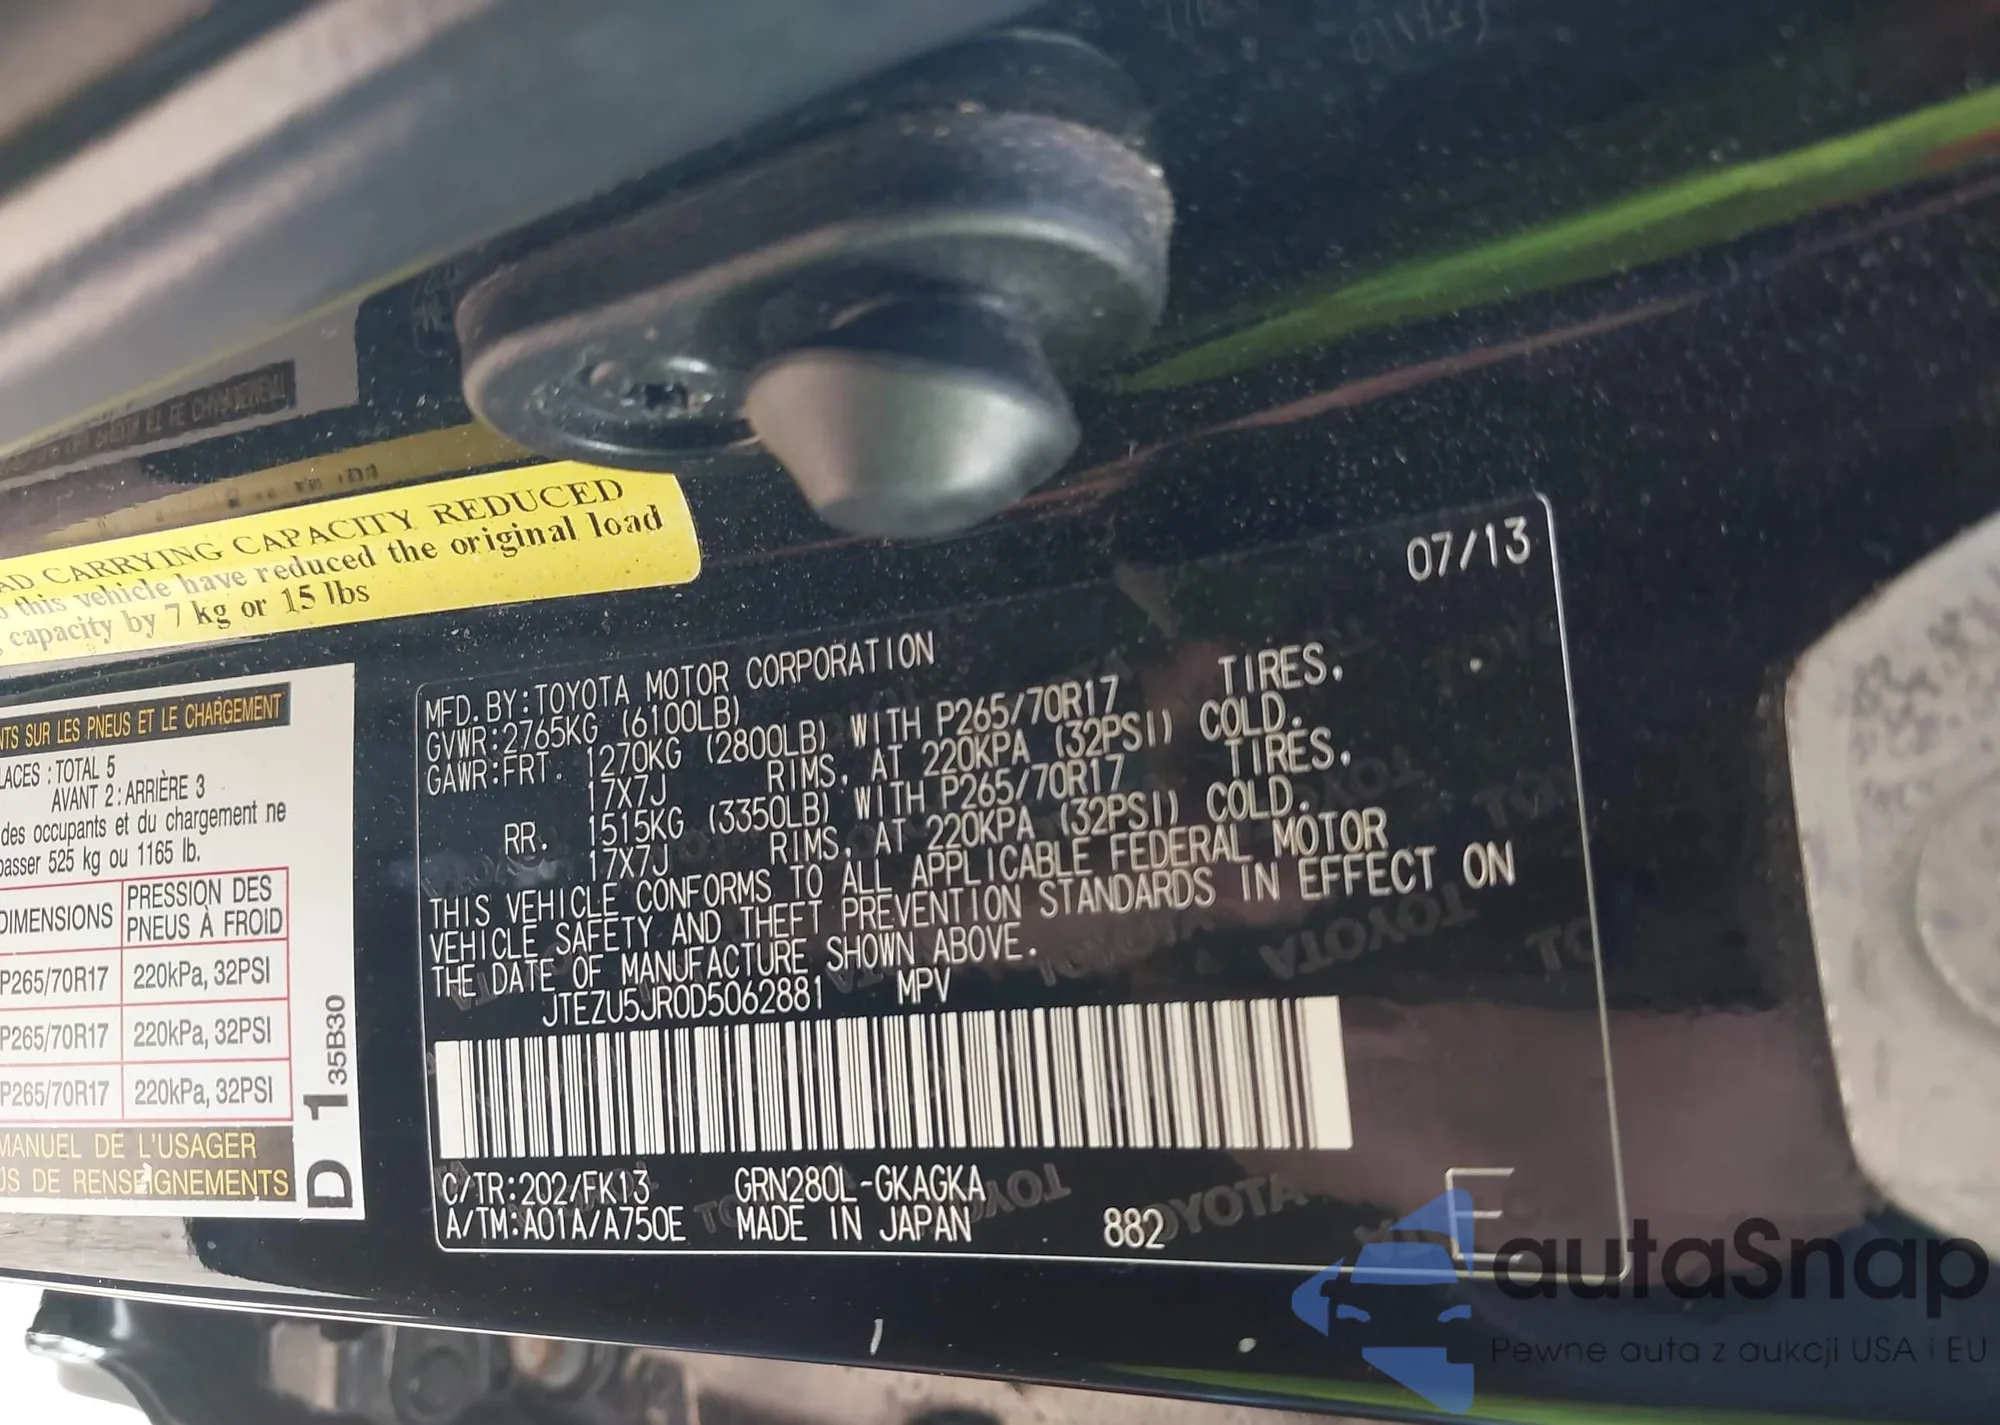 AD CARRYING CAPACITY REDUCED
to this vehicle have reduced the original load
capacity by 7 kg or 15 lbs
NTS SUR LES PNEUS ET LE CHARGEMENT
LACES : TOTAL 5
AVANT 2 : ARRIÈRE 3
des occupants et du chargement ne
passer 525 kg ou 1165 lb.
DIMENSIONS
PRESSION DES
PNEUS À FROID
P265/70R17 220kPa, 32PSI
P265/70R17 220kPa, 32PSI
P265/70R17 220kPa, 32PSI
MANUEL DE L'USAGER
US DE RENSEIGNEMENTS
D 1 35B30
07/13
MFD. BY:TOYOTA MOTOR CORPORATION
GVWR:2765KG (6100LB)
GAWR:FRT. 1270KG (2800LB) WITH P265/70R17 TIRES,
17X7J RIMS, AT 220KPA (32PSI) COLD.
RR. 1515KG (3350LB) WITH P265/70R17 TIRES,
17X7J RIMS, AT 220KPA (32PSI) COLD.
THIS VEHICLE CONFORMS TO ALL APPLICABLE FEDERAL MOTOR
VEHICLE SAFETY AND THEFT PREVENTION STANDARDS IN EFFECT ON
THE DATE OF MANUFACTURE SHOWN ABOVE.
JTEZU5JR0D5062881 MPV
C/TR:202/FK13 GRN280L-GKAGKA
A/TM:A01A/A750E MADE IN JAPAN 882
E
autaSnap
Pewne auta z aukcji USA i EU